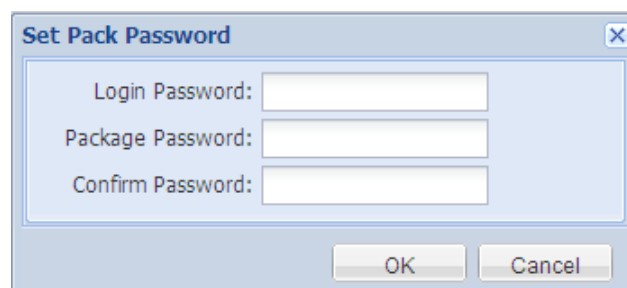 Set Pack Password
Login Password:
Package Password:
Confirm Password:
OK Cancel